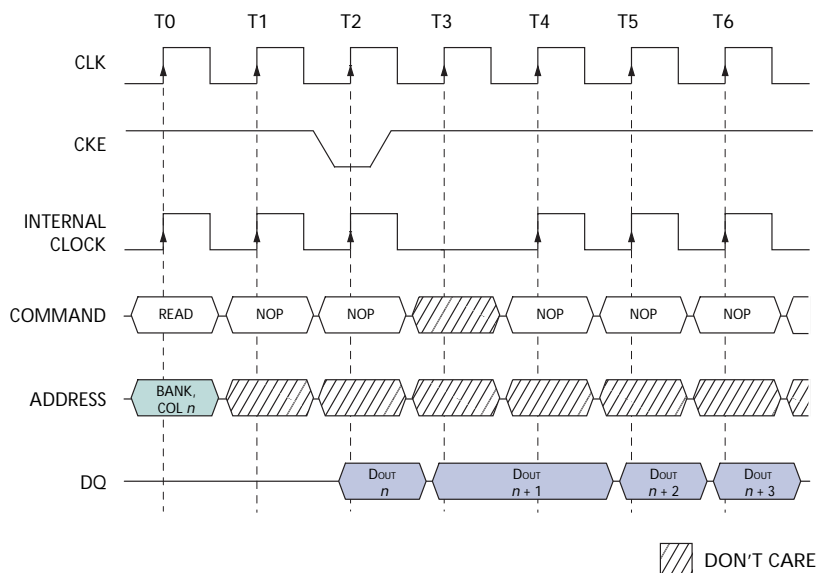 T0 T1 T2 T3 T4 T5 T6
CLK
CKE
INTERNAL
CLOCK
COMMAND READ NOP NOP NOP NOP NOP
ADDRESS BANK,
COL n
DQ DOUT DOUT DOUT DOUT
n n + 1 n + 2 n + 3
DON'T CARE